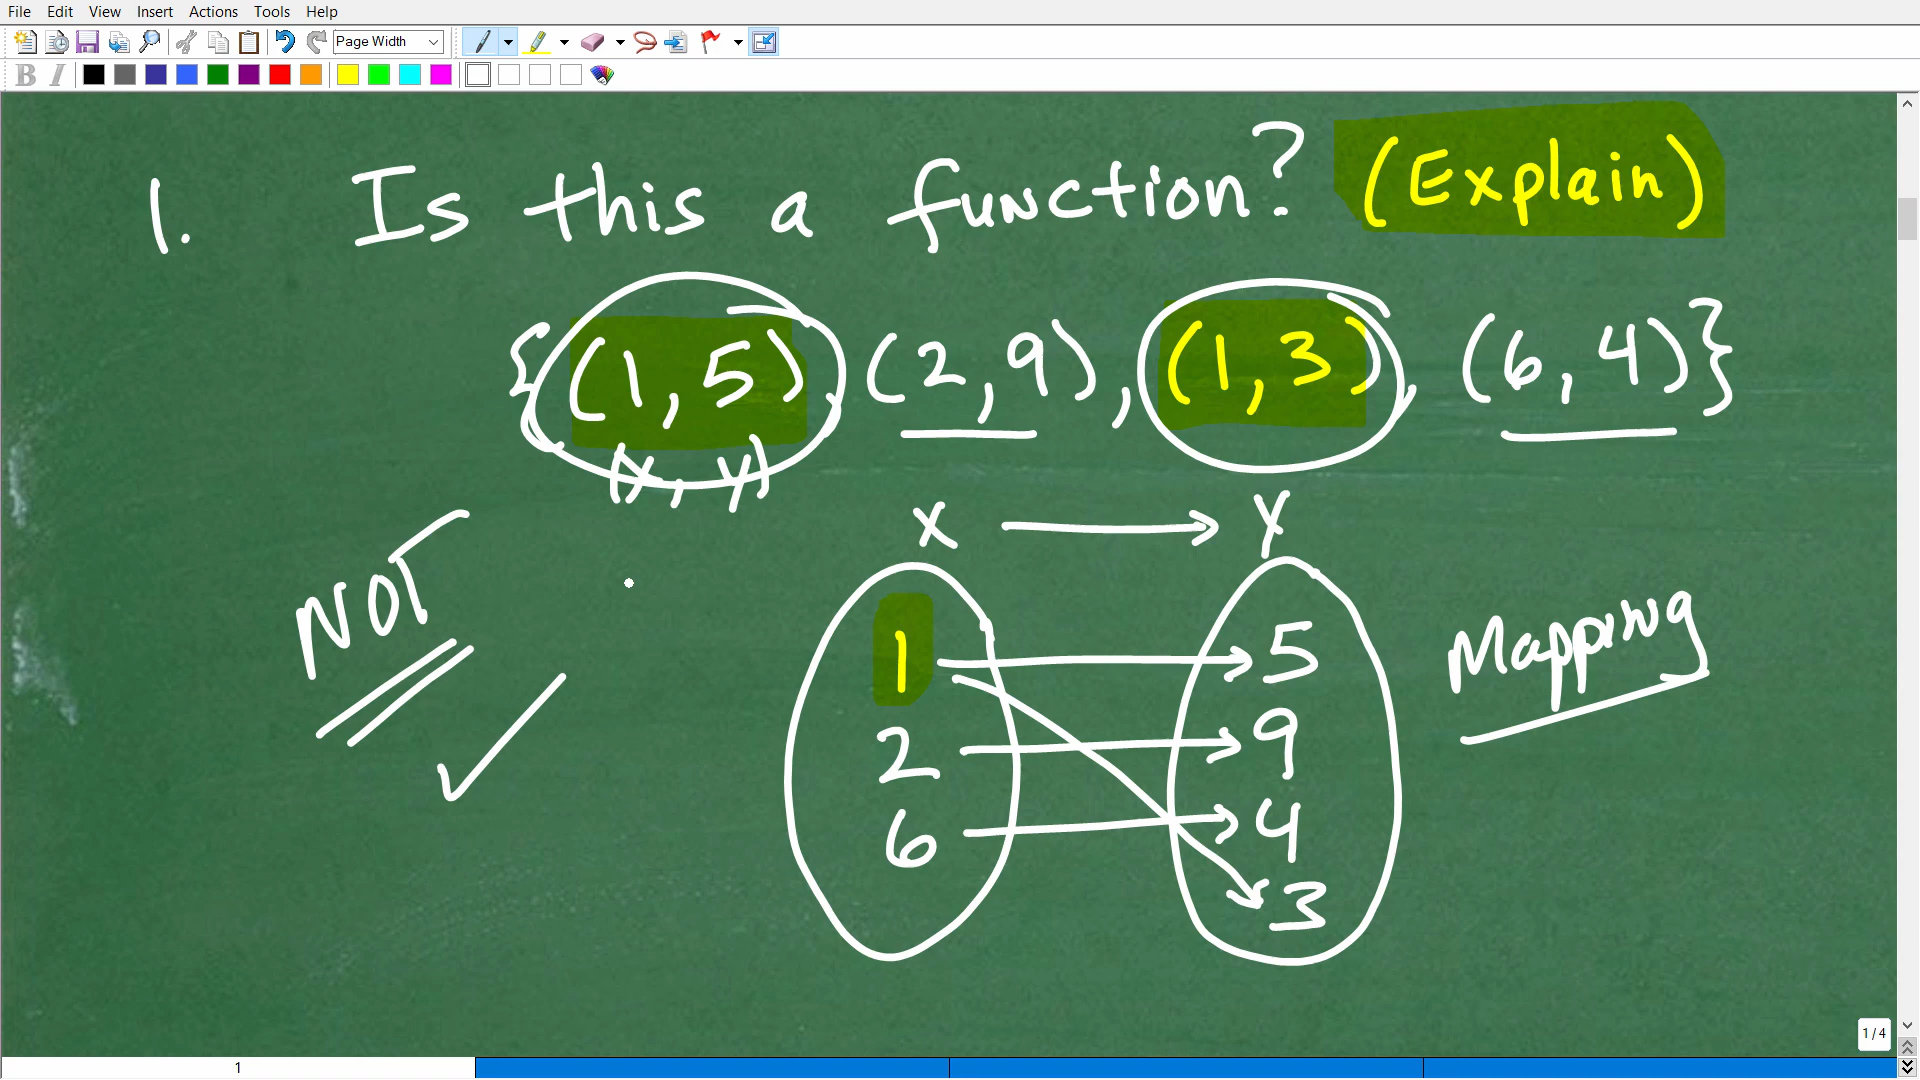 File Edit View Insert Actions Tools Help
Page Width
B I
1. Is this a function? (Explain)
{(1,5), (2,9), (1,3), (6,4)}
(x, y)
x y
NOT
1 5
Mapping
2 9
6 4
3
1 / 4
1